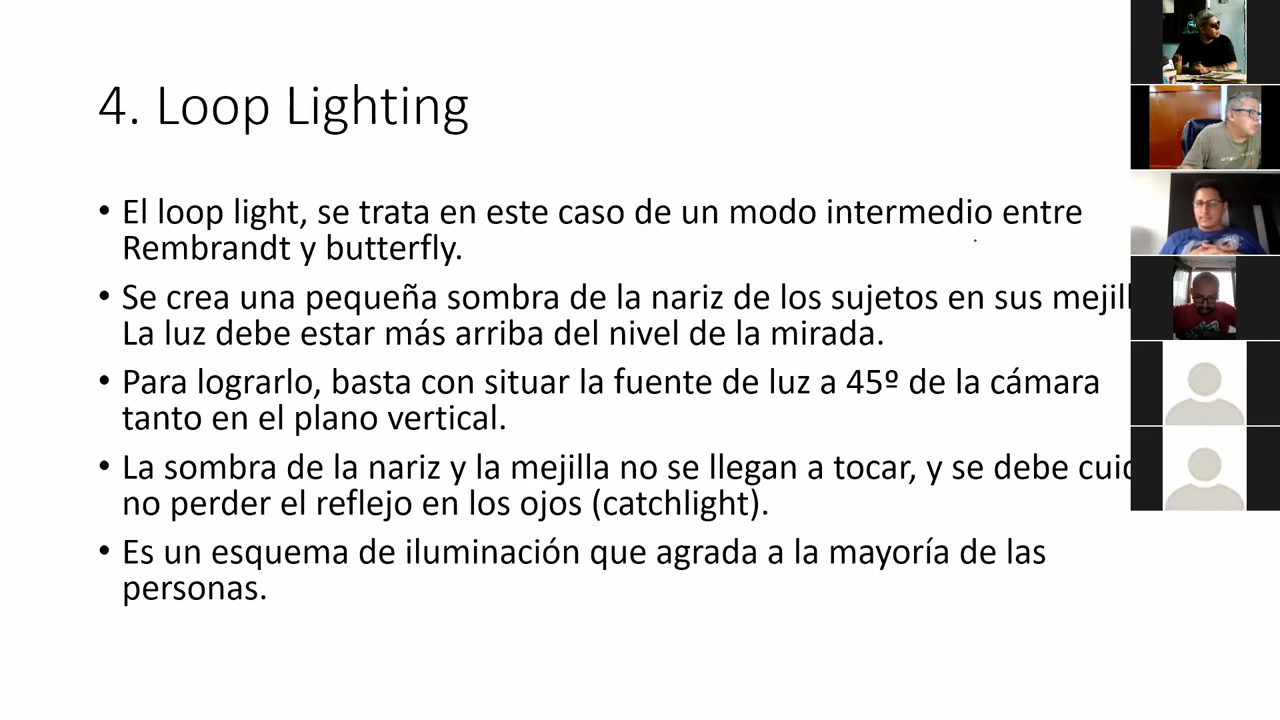 4. Loop Lighting
• El loop light, se trata en este caso de un modo intermedio entre
Rembrandt y butterfly.
• Se crea una pequeña sombra de la nariz de los sujetos en sus
La luz debe estar más arriba del nivel de la mirada.
• Para lograrlo, basta con situar la fuente de luz a 45º de la cámara
tanto en el plano vertical.
• La sombra de la nariz y la mejilla no se llegan a tocar, y se debe
no perder el reflejo en los ojos (catchlight).
• Es un esquema de iluminación que agrada a la mayoría de las
personas.